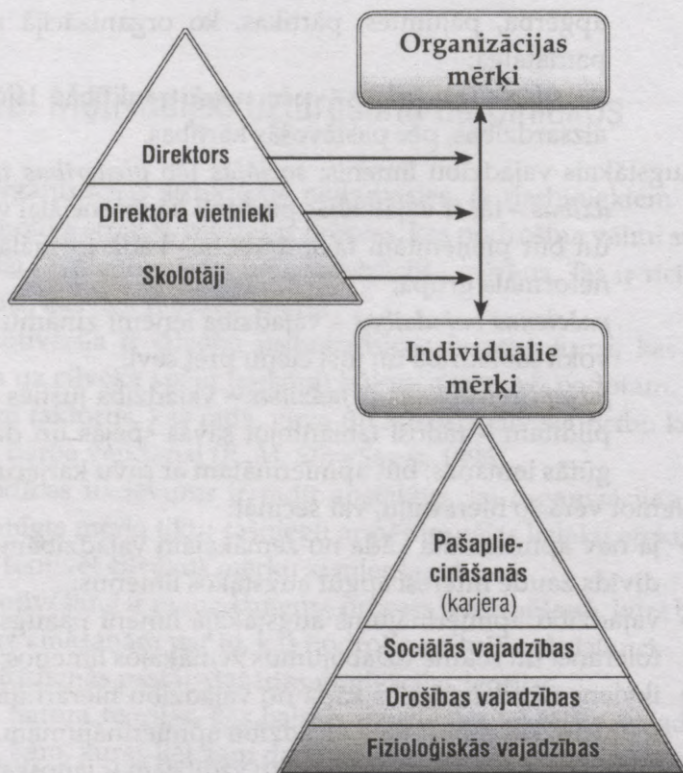 Organizācijas
mērķi
Direktors
Direktora vietnieki
Skolotāji
Individuālie
mērķi
Pašaplie-
cināšanās
(karjera)
Sociālās vajadzības
Drošības vajadzības
Fizioloģiskās vajadzības